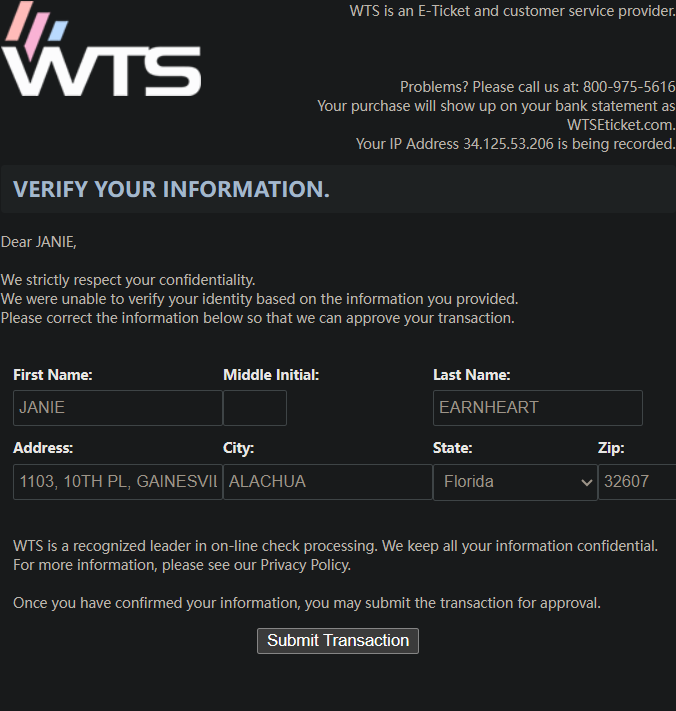 WTS
WTS is an E-Ticket and customer service provider.
Problems? Please call us at: 800-975-5616
Your purchase will show up on your bank statement as
WTSEticket.com.
Your IP Address 34.125.53.206 is being recorded.
VERIFY YOUR INFORMATION.
Dear JANIE,
We strictly respect your confidentiality.
We were unable to verify your identity based on the information you provided.
Please correct the information below so that we can approve your transaction.
First Name: Middle Initial: Last Name:
JANIE EARNHEART
Address: City: State: Zip:
1103, 10TH PL, GAINESVIL ALACHUA Florida 32607
WTS is a recognized leader in on-line check processing. We keep all your information confidential.
For more information, please see our Privacy Policy.
Once you have confirmed your information, you may submit the transaction for approval.
Submit Transaction